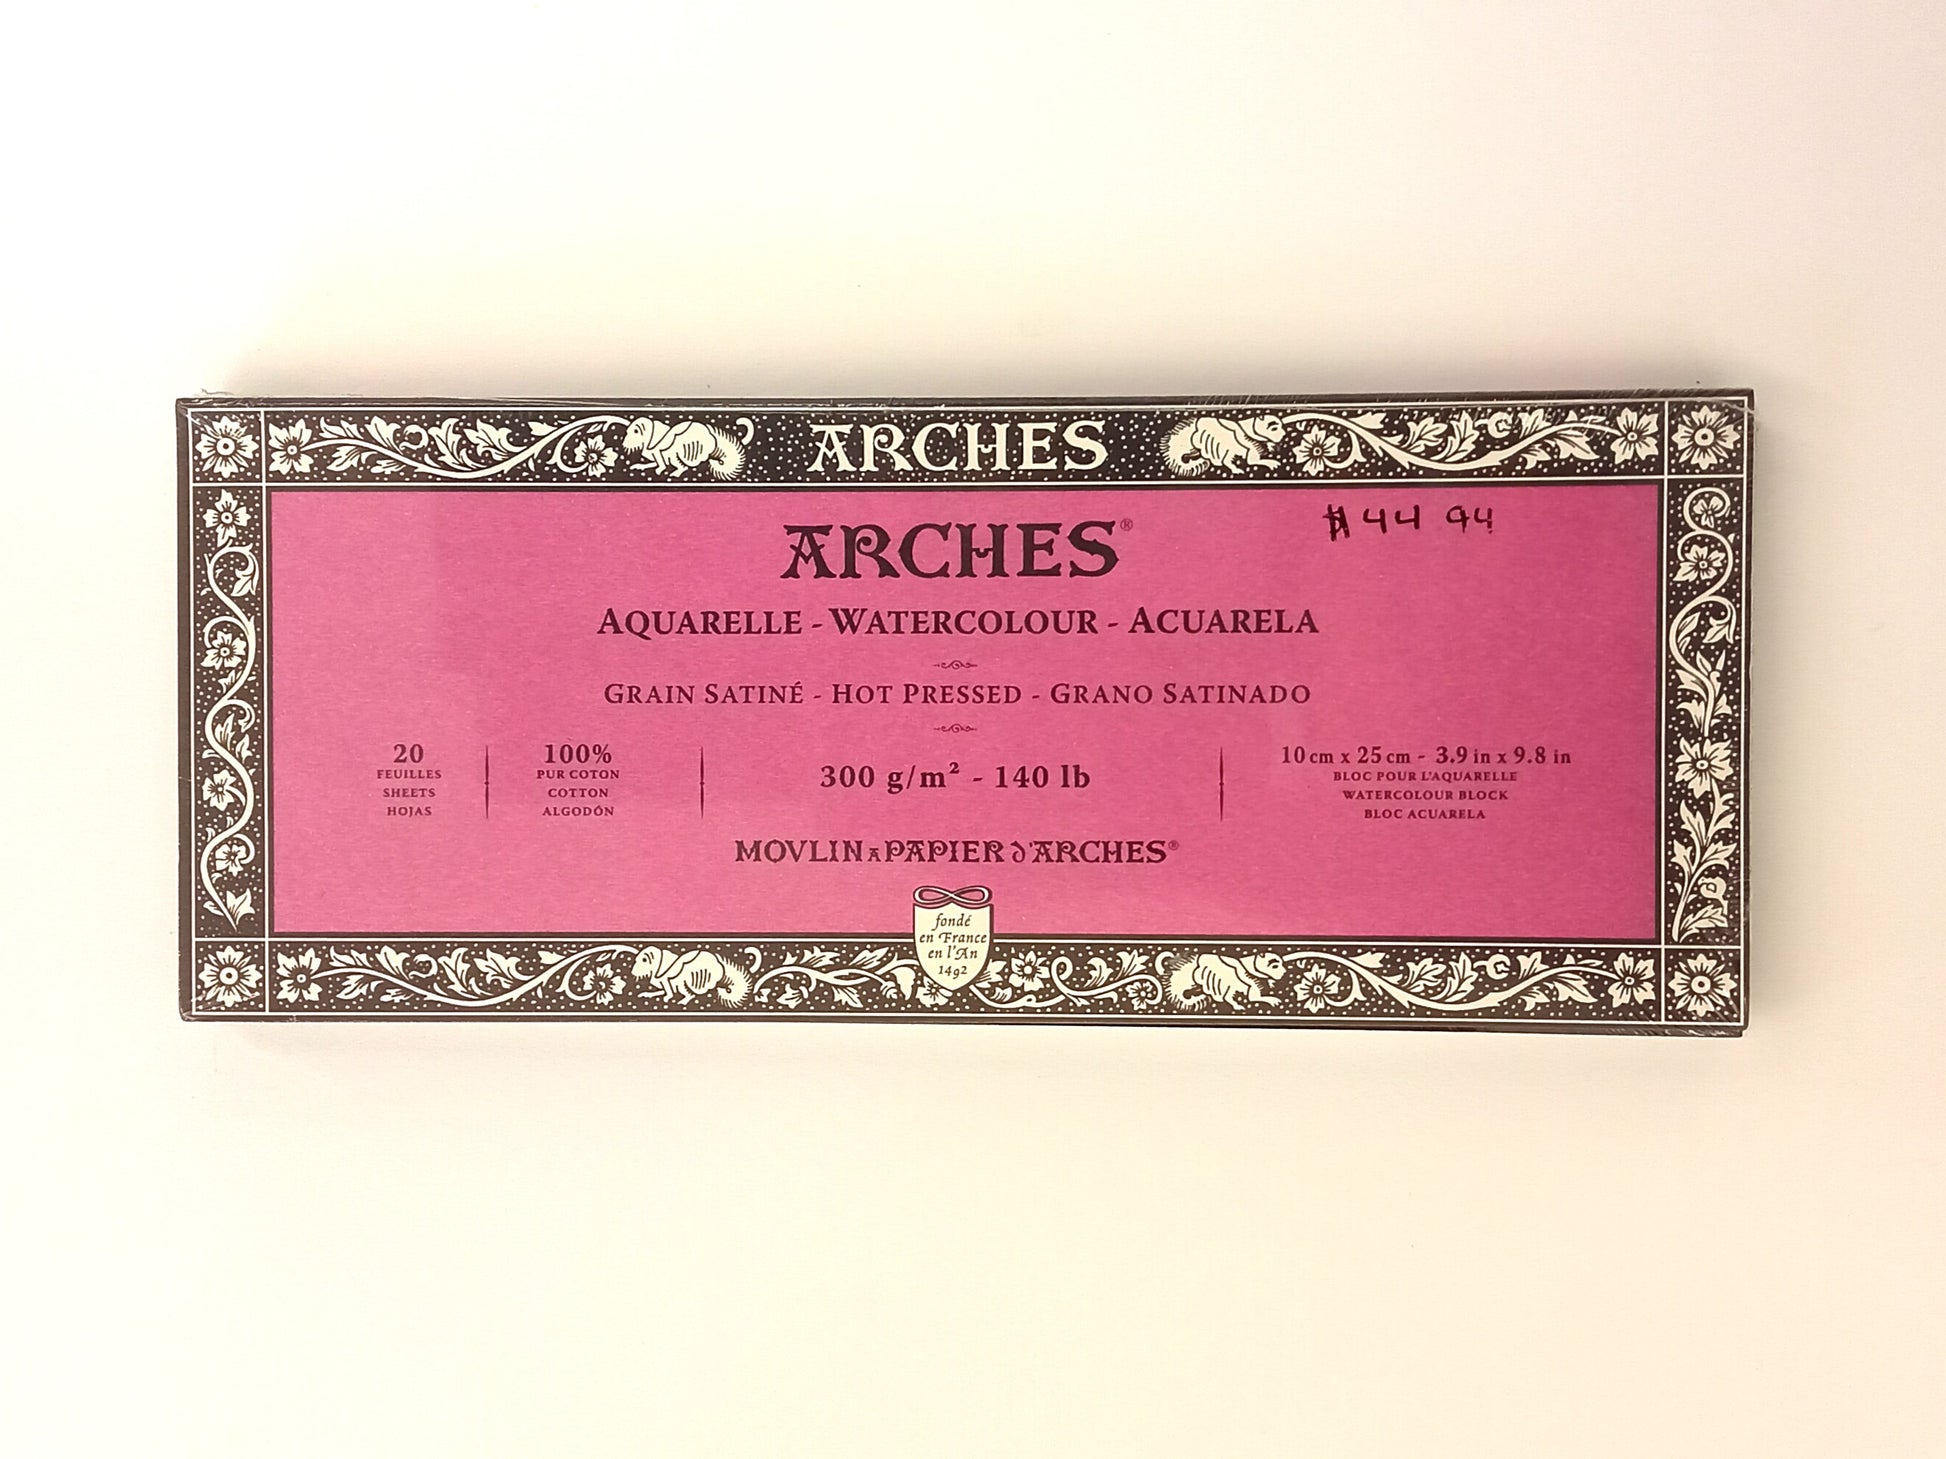 ARCHES
ARCHES®
$44 94
AQUARELLE - WATERCOLOUR - ACUARELA
GRAIN SATINÉ - HOT PRESSED - GRANO SATINADO
20
FEUILLES
SHEETS
HOJAS
100%
PUR COTON
COTTON
ALGODÓN
300 g/m² - 140 lb
10 cm x 25 cm - 3.9 in x 9.8 in
BLOC POUR L'AQUARELLE
WATERCOLOUR BLOCK
BLOC ACUARELA
MOVLIN A PAPIER d'ARCHES®
fondé
en France
en l'An
1492